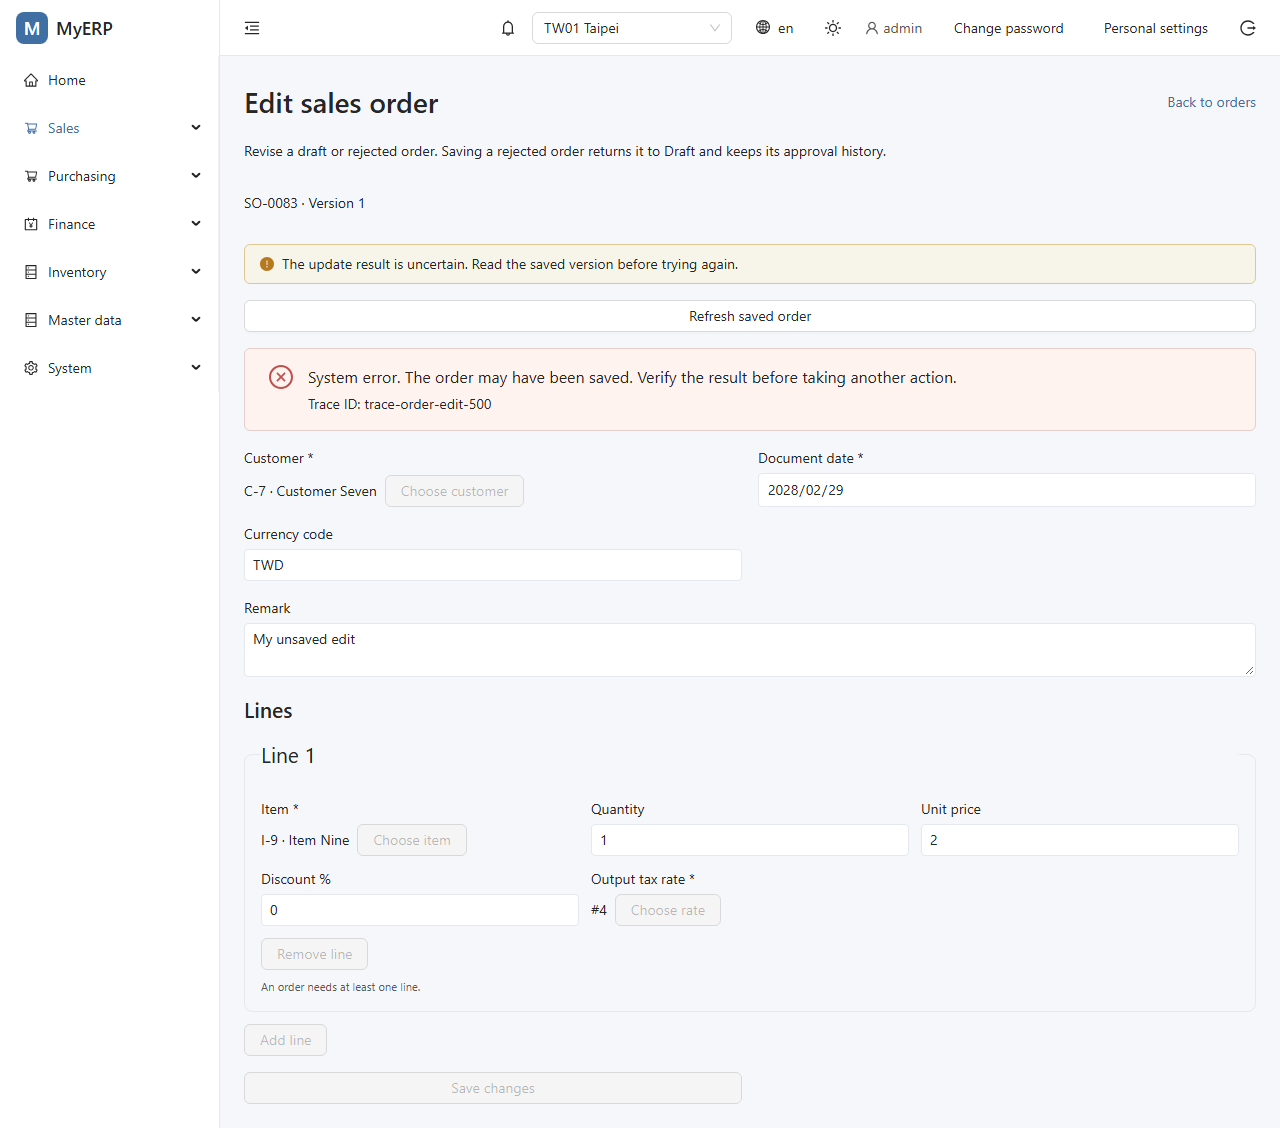 M MyERP
TW01 Taipei
en
admin
Change password
Personal settings
Home
Sales
Purchasing
Finance
Inventory
Master data
System
Edit sales order
Back to orders
Revise a draft or rejected order. Saving a rejected order returns it to Draft and keeps its approval history.
SO-0083 · Version 1
The update result is uncertain. Read the saved version before trying again.
Refresh saved order
System error. The order may have been saved. Verify the result before taking another action.
Trace ID: trace-order-edit-500
Customer *
Document date *
C-7 · Customer Seven
Choose customer
2028/02/29
Currency code
TWD
Remark
My unsaved edit
Lines
Line 1
Item *
Quantity
Unit price
I-9 · Item Nine
Choose item
1
2
Discount %
Output tax rate *
0
#4
Choose rate
Remove line
An order needs at least one line.
Add line
Save changes